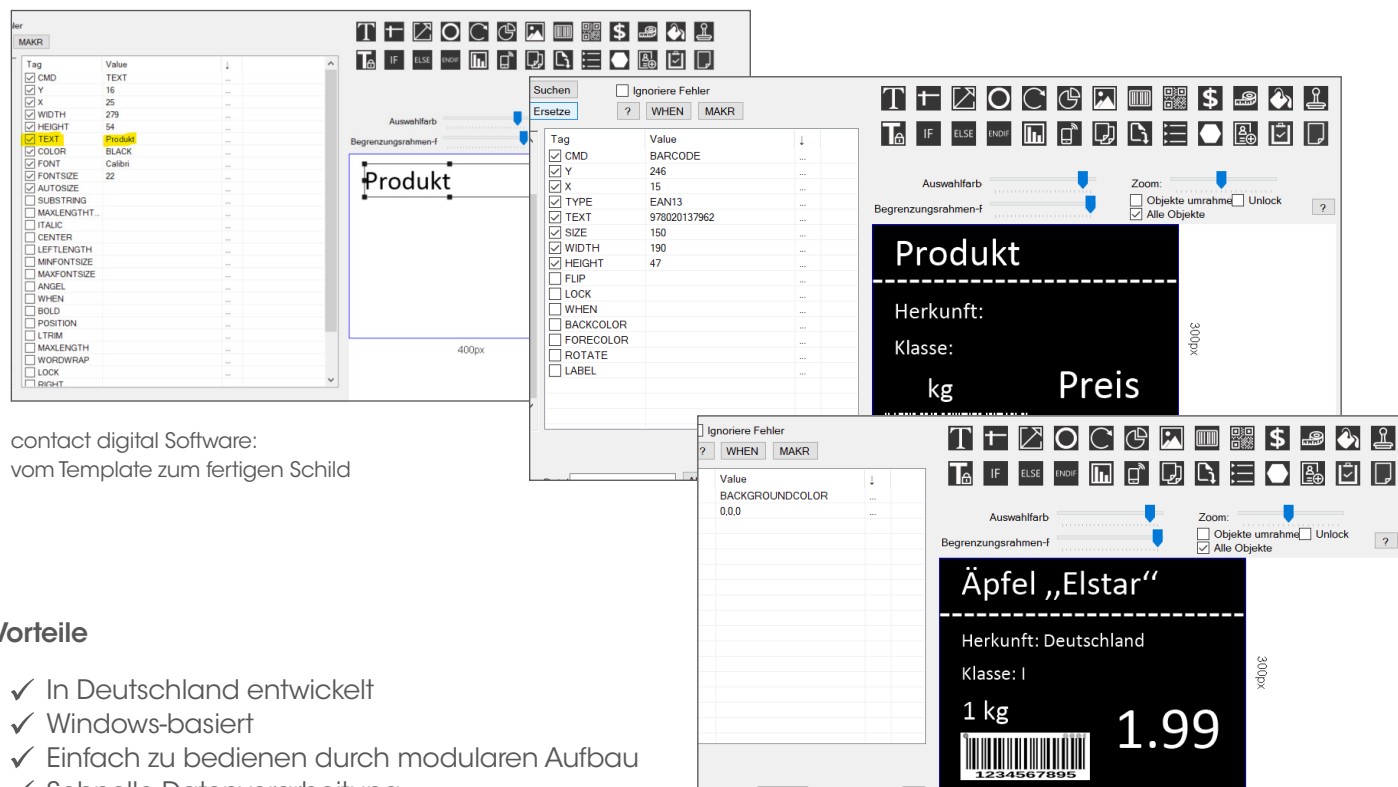 MAKR
Tag Value ↓
CMD TEXT ...
Y 16 ...
X 25 ...
WIDTH 279 ...
HEIGHT 54 ...
TEXT Produkt ...
COLOR BLACK ...
FONT Calibri ...
FONTSIZE 22 ...
AUTOSIZE ...
SUBSTRING ...
MAXLENGTHT... ...
ITALIC ...
CENTER ...
LEFTLENGTH ...
MINFONTSIZE ...
MAXFONTSIZE ...
ANGEL ...
WHEN ...
BOLD ...
POSITION ...
LTRIM ...
MAXLENGTH ...
WORDWRAP ...
LOCK ...
RIGHT
IF ELSE ENDIF
Auswahlfarb
Begrenzungsrahmen-F
Produkt
400px
Suchen Ignoriere Fehler
Ersetze ? WHEN MAKR
Tag Value ↓
CMD BARCODE ...
Y 246 ...
X 15 ...
TYPE EAN13 ...
TEXT 978020137962 ...
SIZE 150 ...
WIDTH 190 ...
HEIGHT 47 ...
FLIP ...
LOCK ...
WHEN ...
BACKCOLOR ...
FORECOLOR ...
ROTATE ...
LABEL ...
IF ELSE ENDIF
Auswahlfarb Zoom:
Objekte umrahme Unlock
Begrenzungsrahmen-F Alle Objekte ?
Produkt
Herkunft:
Klasse:
kg Preis
300px
contact digital Software:
vom Template zum fertigen Schild
Ignoriere Fehler
? WHEN MAKR
Value ↓
BACKGROUNDCOLOR ...
0.0.0 ...
IF ELSE ENDIF
Auswahlfarb Zoom:
Objekte umrahme Unlock
Begrenzungsrahmen-F Alle Objekte ?
Äpfel ,,Elstar‘‘
Herkunft: Deutschland
Klasse: I
1 kg
1.99
1234567895
300px
Vorteile
✓ In Deutschland entwickelt
✓ Windows-basiert
✓ Einfach zu bedienen durch modularen Aufbau
✓ Schnelle Datenverarbeitung